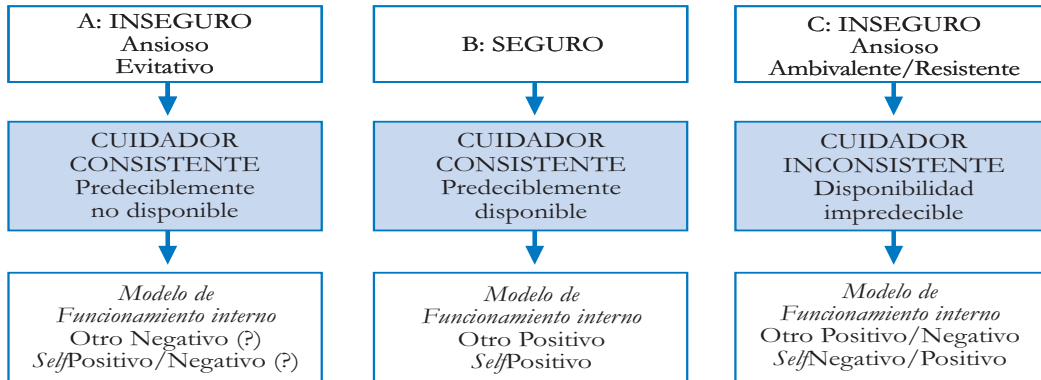 A: INSEGURO
Ansioso
Evitativo
CUIDADOR
CONSISTENTE
Predeciblemente
no disponible
Modelo de
Funcionamiento interno
Otro Negativo (?)
SelfPositivo/Negativo (?)
B: SEGURO
CUIDADOR
CONSISTENTE
Predeciblemente
disponible
Modelo de
Funcionamiento interno
Otro Positivo
SelfPositivo
C: INSEGURO
Ansioso
Ambivalente/Resistente
CUIDADOR
INCONSISTENTE
Disponibilidad
impredecible
Modelo de
Funcionamiento interno
Otro Positivo/Negativo
SelfNegativo/Positivo